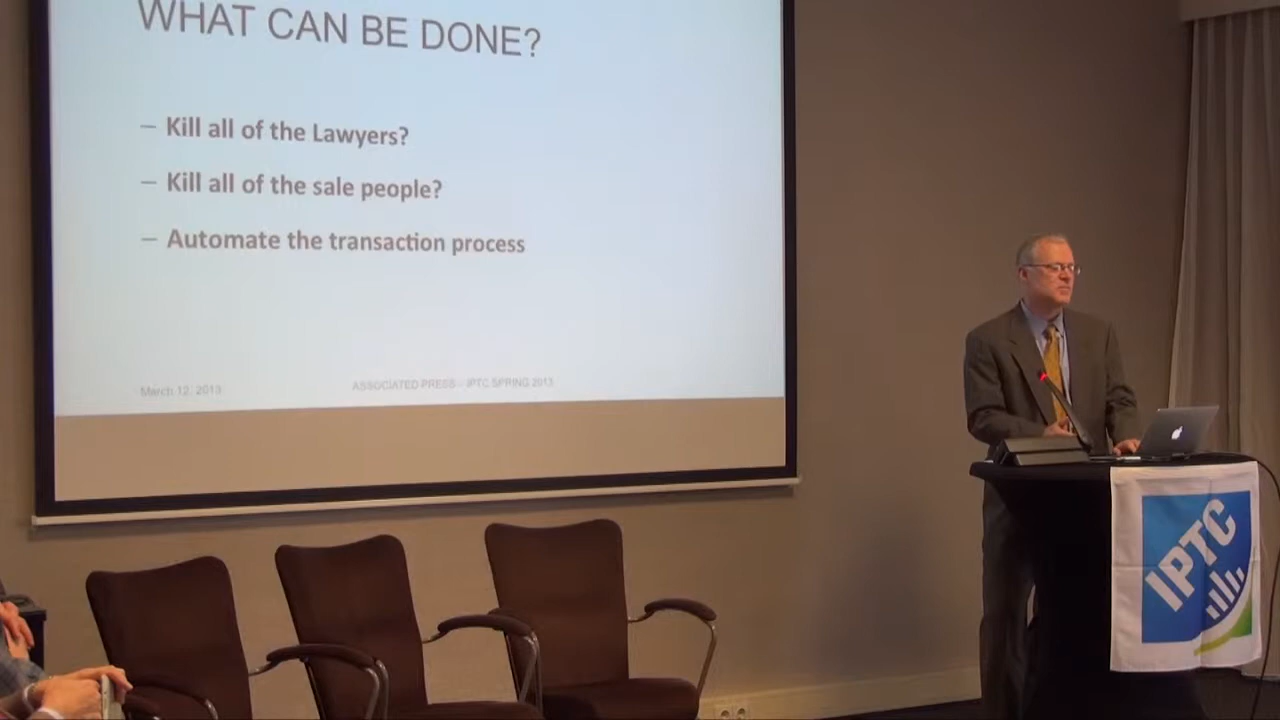 WHAT CAN BE DONE?
– Kill all of the Lawyers?
– Kill all of the sale people?
– Automate the transaction process
March 12, 2013
ASSOCIATED PRESS – IPTC SPRING 2013
IPTC